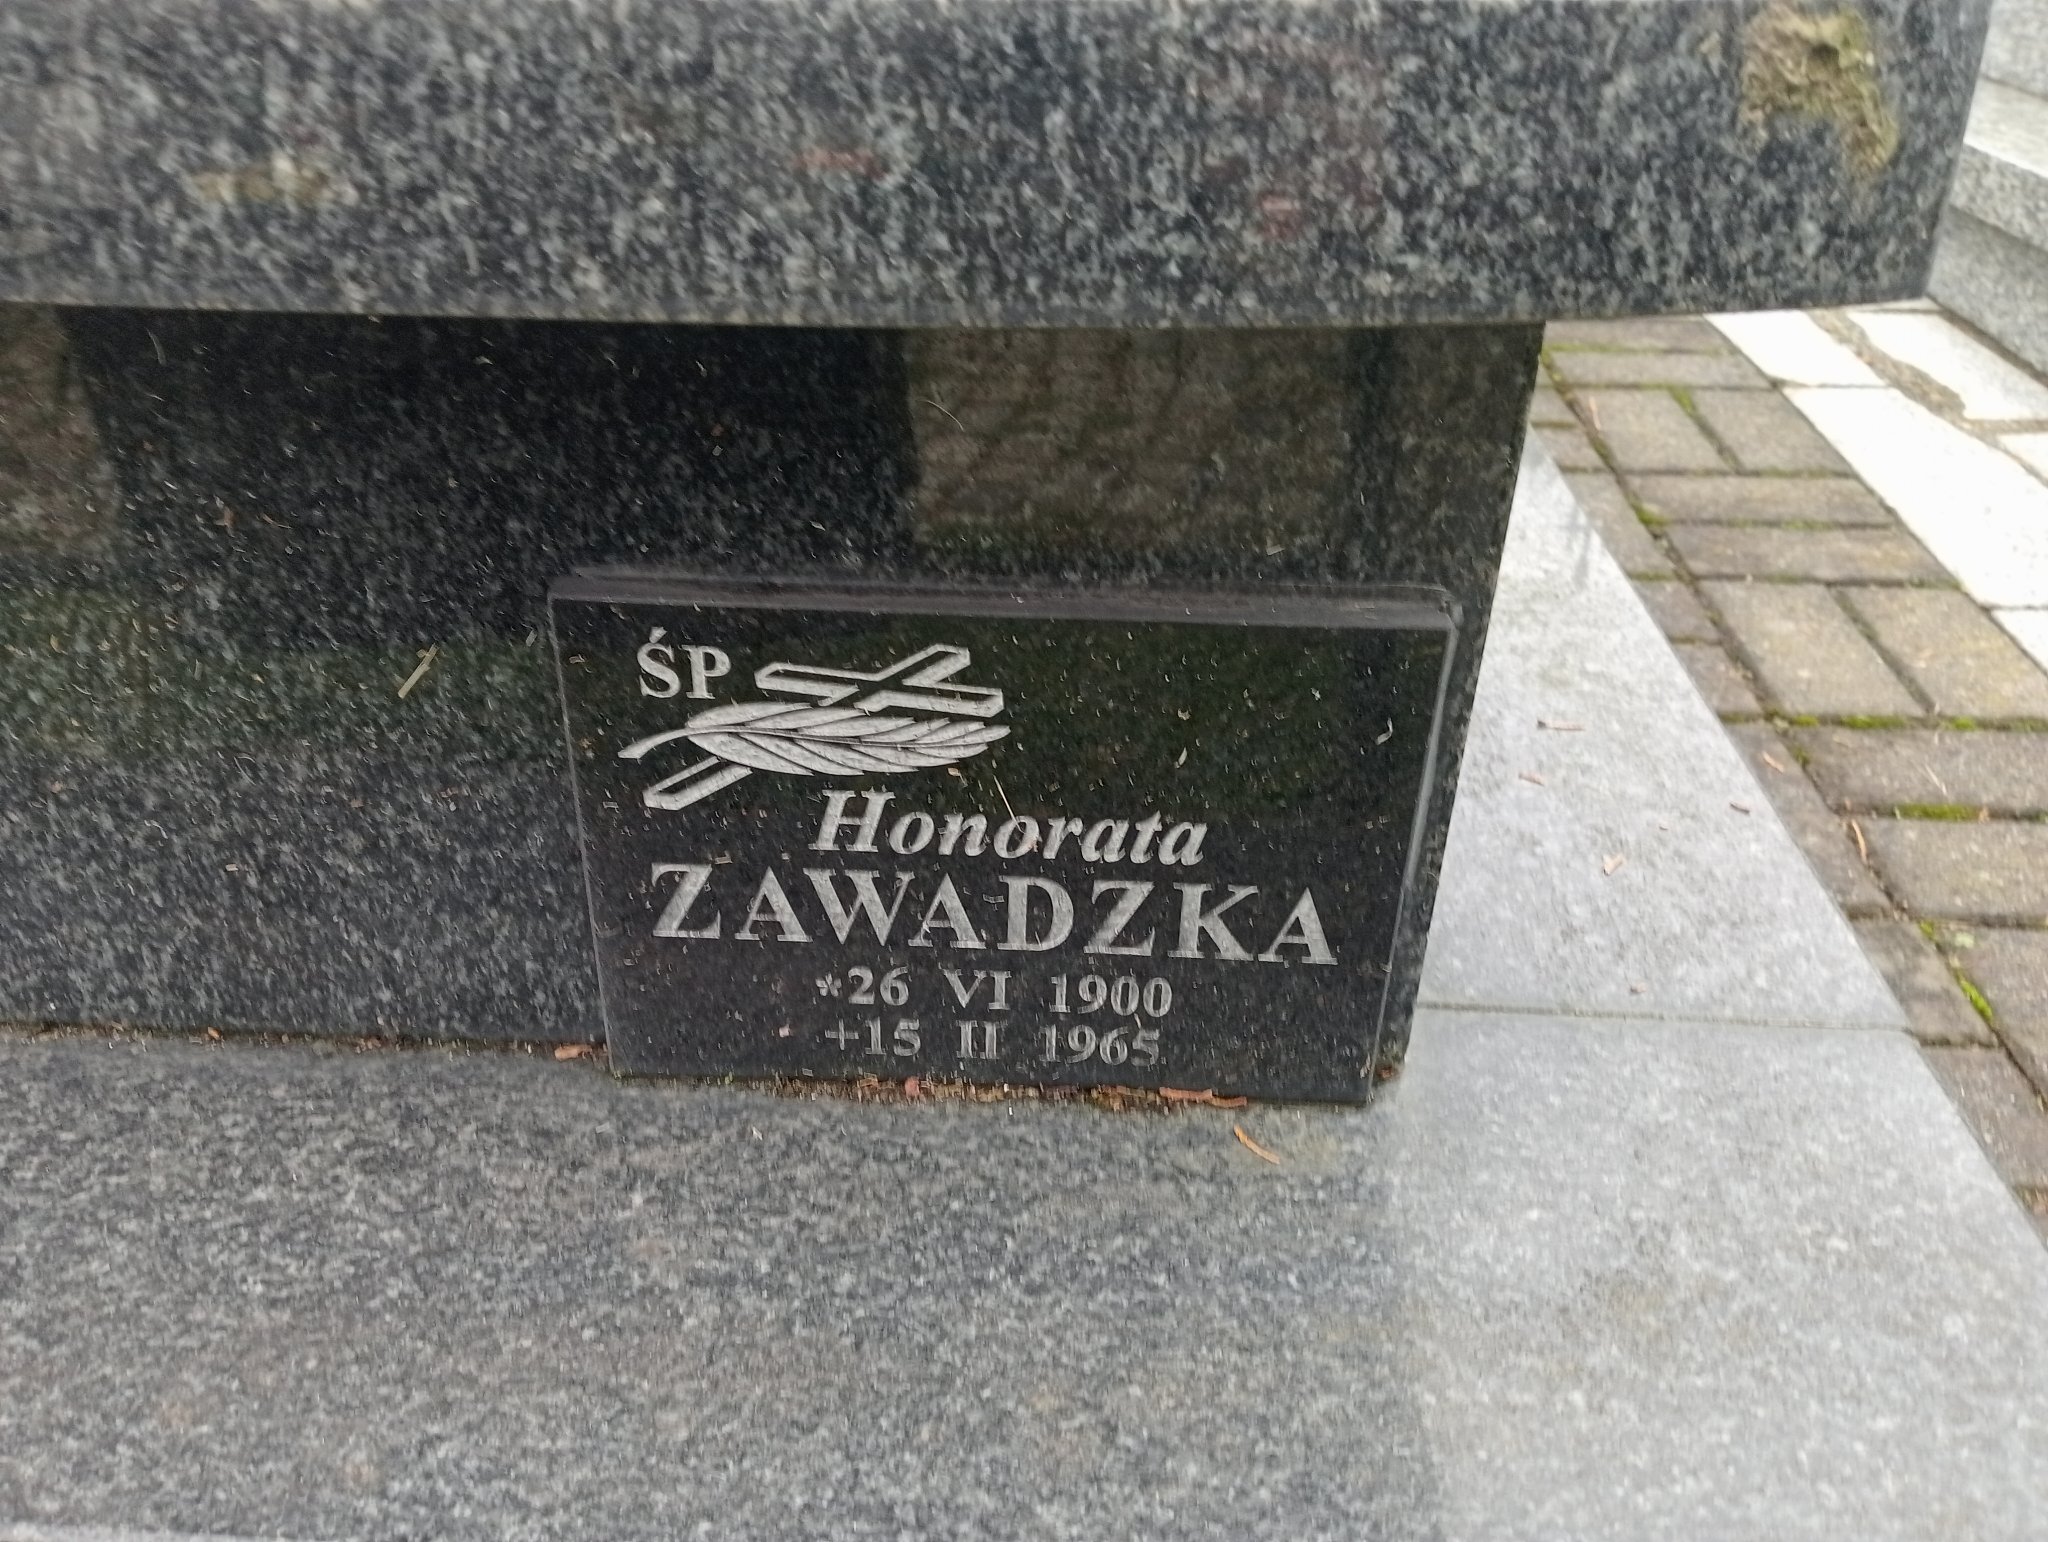 ŚP
Honorata
ZAWADZKA
*26 VI 1900
+15 II 1965